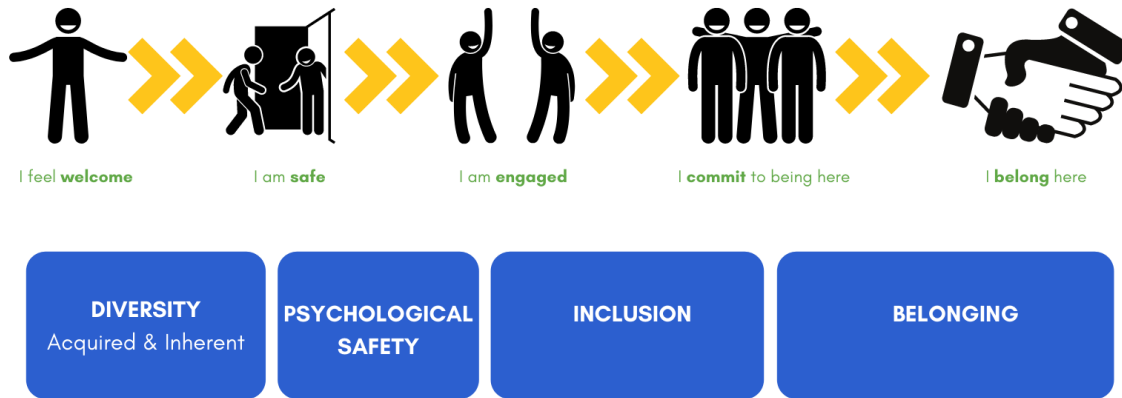 I feel welcome
I am safe
I am engaged
I commit to being here
I belong here
DIVERSITY
Acquired & Inherent
PSYCHOLOGICAL
SAFETY
INCLUSION
BELONGING